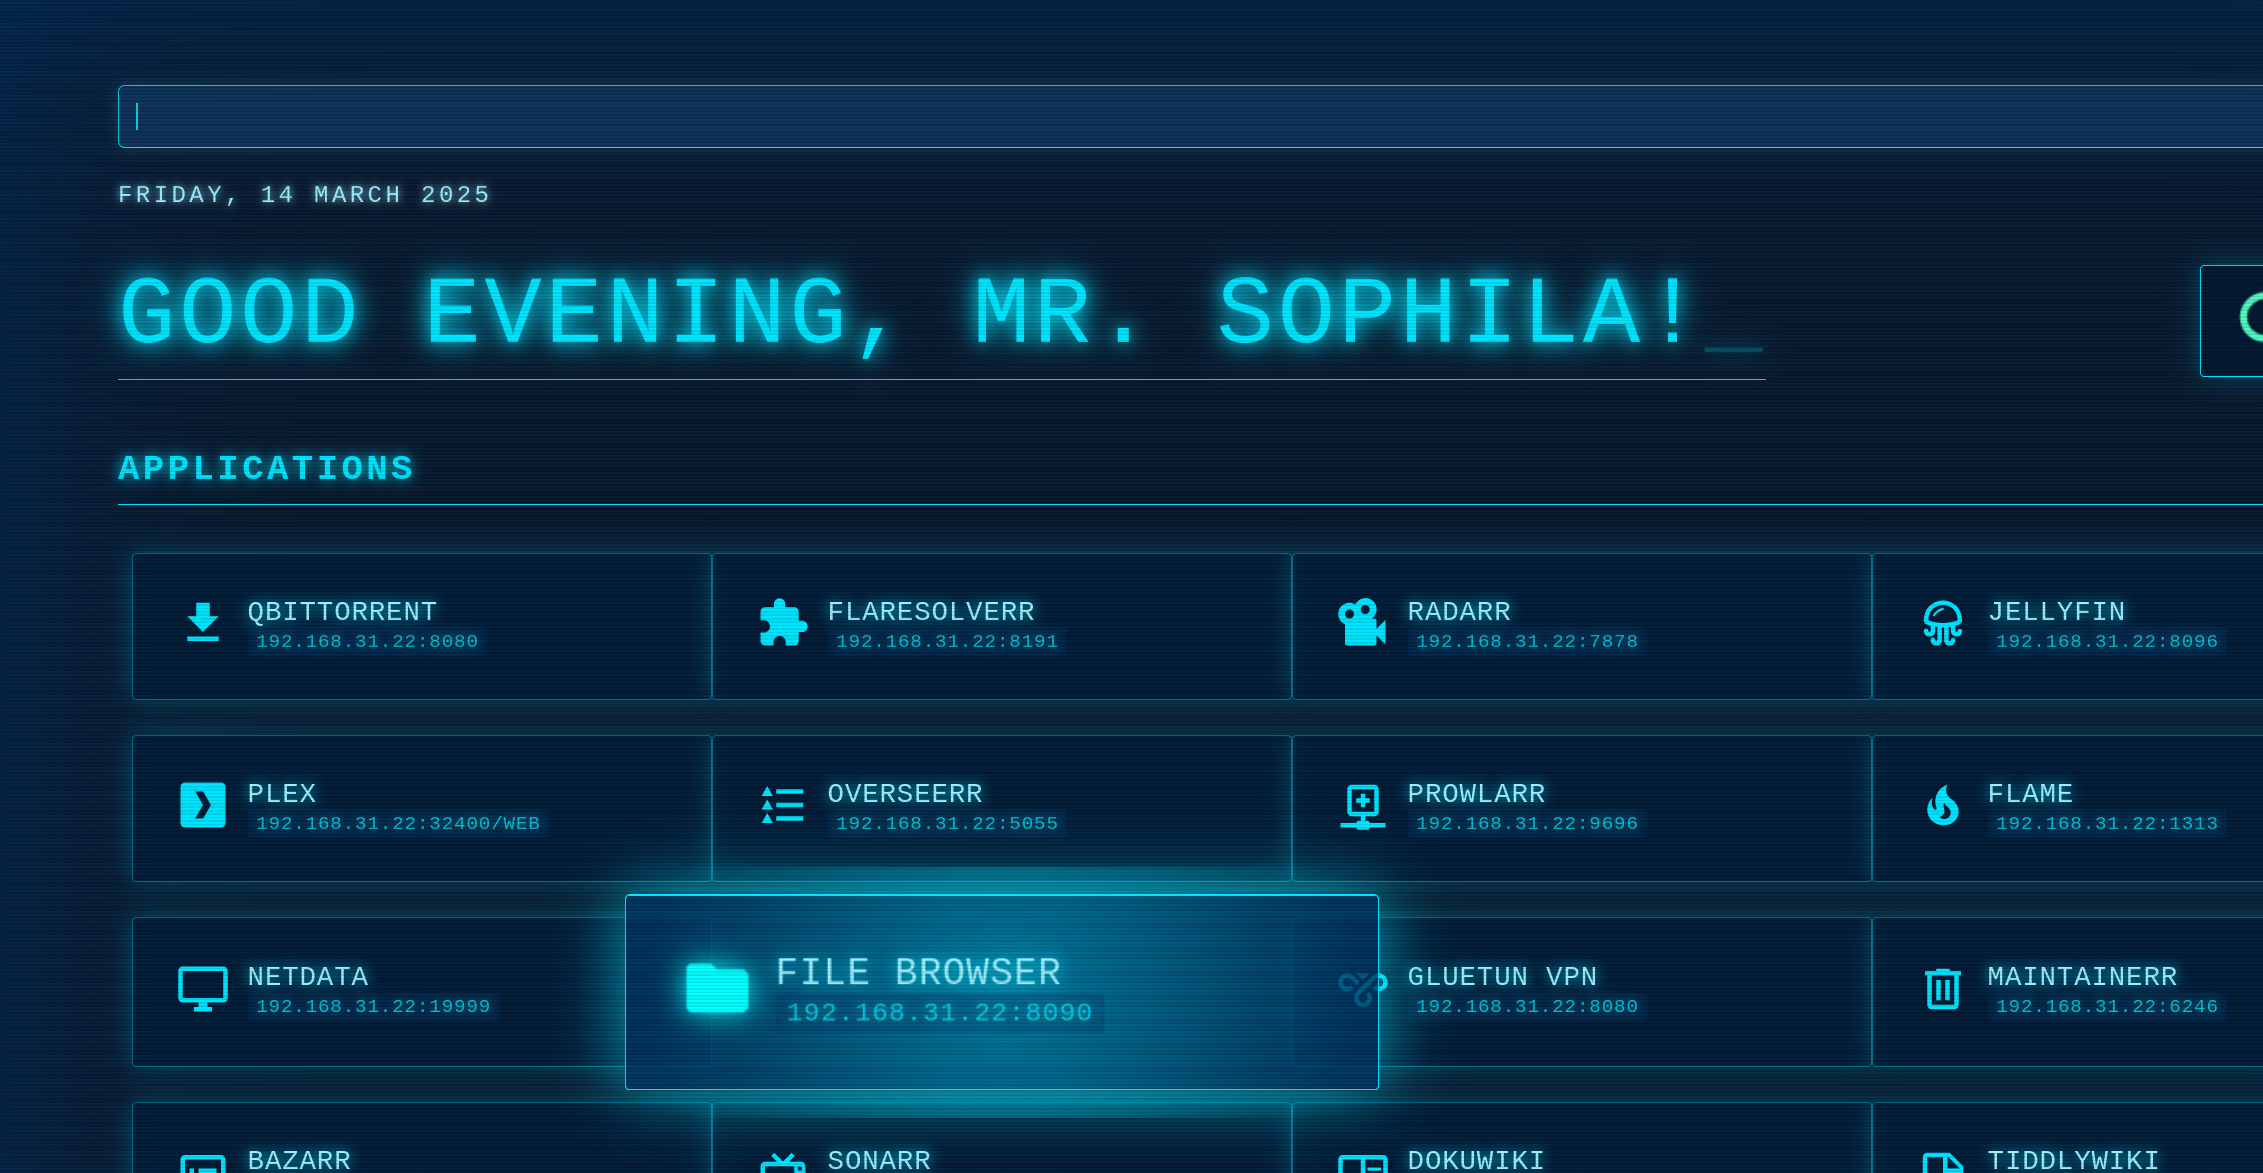 FRIDAY, 14 MARCH 2025
GOOD EVENING, MR. SOPHILA!_
APPLICATIONS
QBITTORRENT
192.168.31.22:8080
FLARESOLVERR
192.168.31.22:8191
RADARR
192.168.31.22:7878
JELLYFIN
192.168.31.22:8096
PLEX
192.168.31.22:32400/WEB
OVERSEERR
192.168.31.22:5055
PROWLARR
192.168.31.22:9696
FLAME
192.168.31.22:1313
NETDATA
192.168.31.22:19999
FILE BROWSER
192.168.31.22:8090
GLUETUN VPN
192.168.31.22:8080
MAINTAINERR
192.168.31.22:6246
BAZARR
SONARR
DOKUWIKI
TIDDLYWIKI